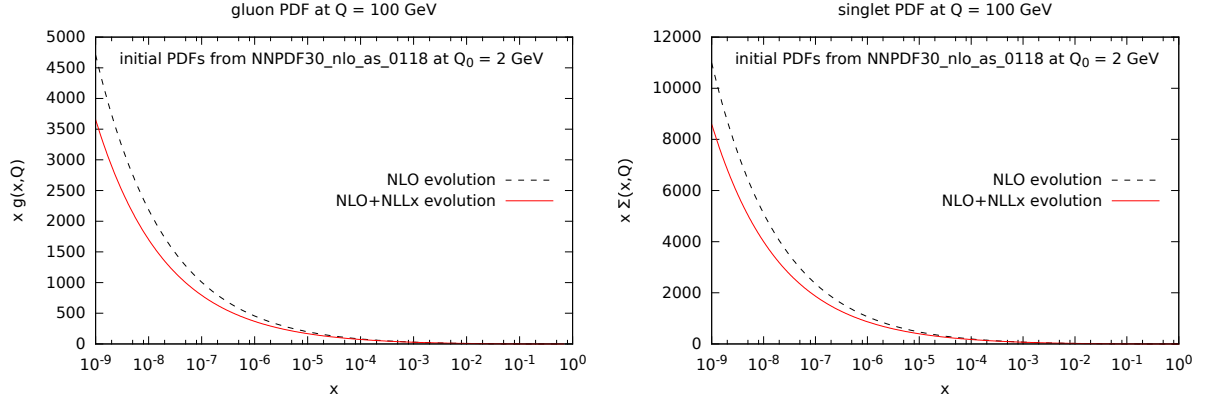 gluon PDF at Q = 100 GeV
initial PDFs from NNPDF30_nlo_as_0118 at Q₀ = 2 GeV
NLO evolution
NLO+NLLx evolution
x g(x,Q)
5000
4500
4000
3500
3000
2500
2000
1500
1000
500
0
10⁻⁹ 10⁻⁸ 10⁻⁷ 10⁻⁶ 10⁻⁵ 10⁻⁴ 10⁻³ 10⁻² 10⁻¹ 10⁰
x
singlet PDF at Q = 100 GeV
initial PDFs from NNPDF30_nlo_as_0118 at Q₀ = 2 GeV
NLO evolution
NLO+NLLx evolution
x Σ(x,Q)
12000
10000
8000
6000
4000
2000
0
10⁻⁹ 10⁻⁸ 10⁻⁷ 10⁻⁶ 10⁻⁵ 10⁻⁴ 10⁻³ 10⁻² 10⁻¹ 10⁰
x